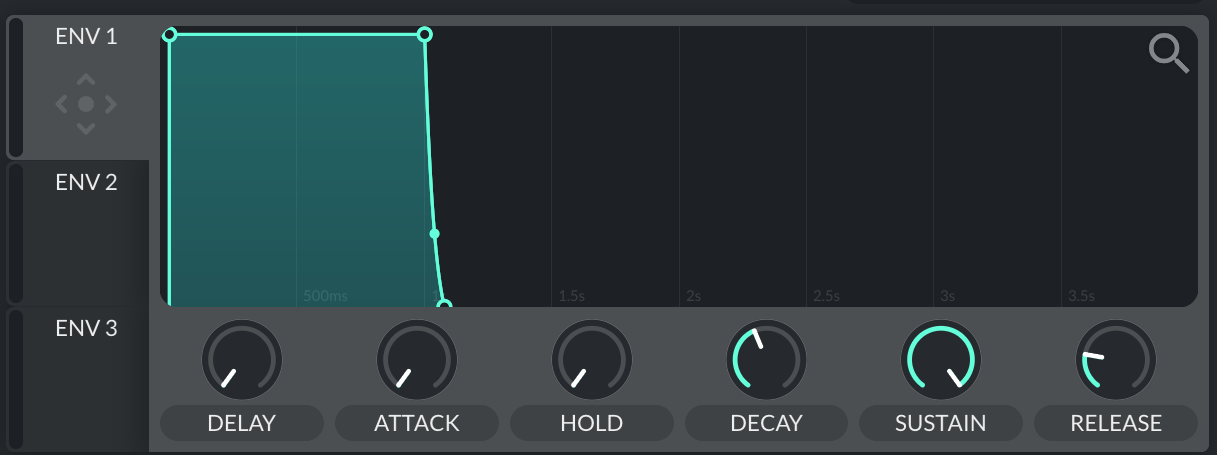 ENV 1
ENV 2
ENV 3
500ms
1.5s
2s
2.5s
3s
3.5s
DELAY
ATTACK
HOLD
DECAY
SUSTAIN
RELEASE